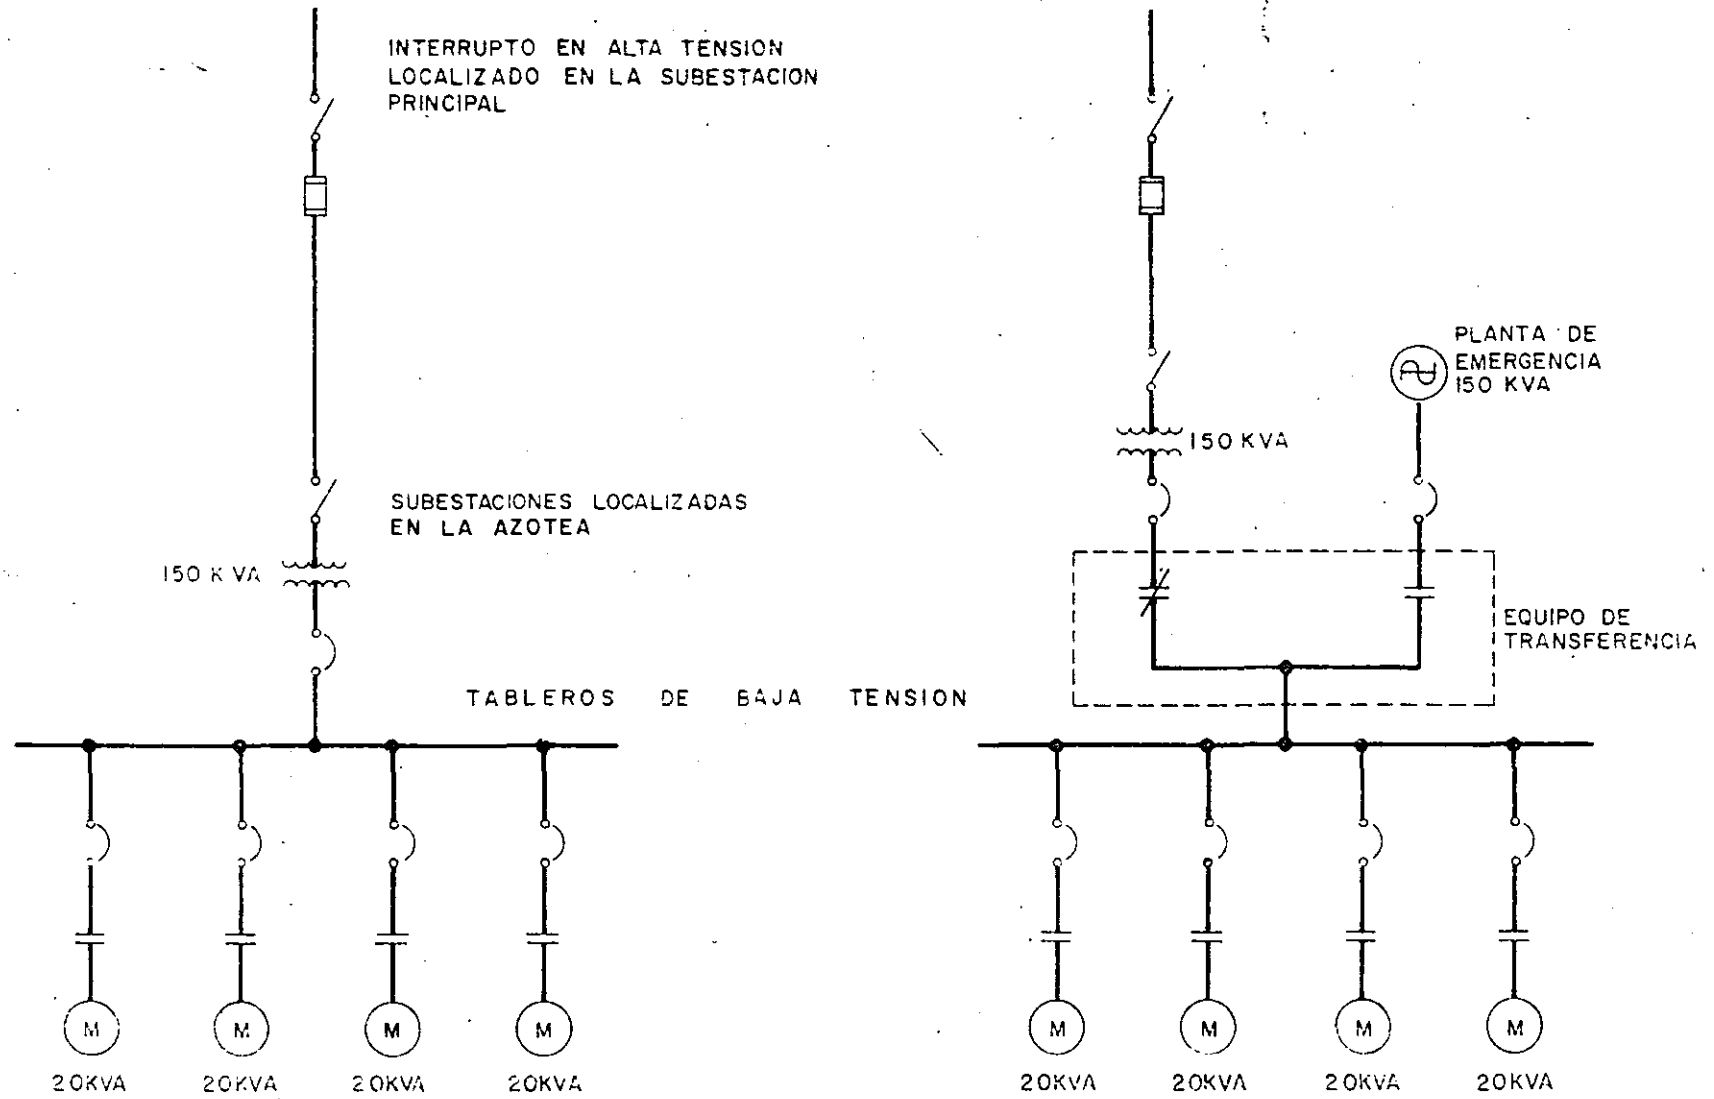 INTERRUPTO EN ALTA TENSION
LOCALIZADO EN LA SUBESTACION
PRINCIPAL
PLANTA DE
EMERGENCIA
150 KVA
150 KVA
SUBESTACIONES LOCALIZADAS
EN LA AZOTEA
150 KVA
EQUIPO DE
TRANSFERENCIA
TABLEROS DE BAJA TENSION
M M M M M M M M
20KVA 20KVA 20KVA 20KVA 20KVA 20KVA 20KVA 20KVA